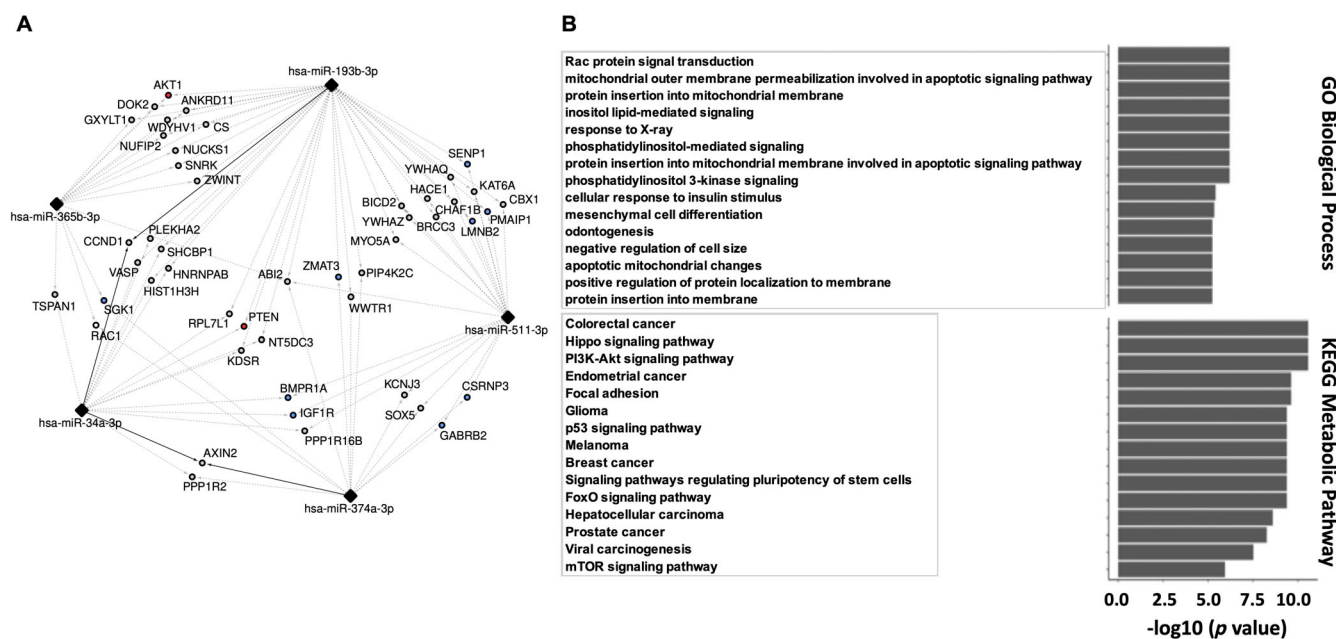 A
hsa-miR-193b-3p
AKT1
DOK2
ANKRD11
GXYLT1
WDYHV1
CS
NUFIP2
NUCKS1
SNRK
ZWINT
hsa-miR-365b-3p
SENP1
YWHAQ
HACE1
KAT6A
BICD2
CBX1
CHAF1B
PMAIP1
YWHAZ
BRCC3
LMNB2
MYO5A
PLEKHA2
CCND1
SHCBP1
VASP
HNRNPAB
HIST1H3H
ABI2
ZMAT3
PIP4K2C
WWTR1
TSPAN1
SGK1
RAC1
RPL7L1
PTEN
NT5DC3
KDSR
hsa-miR-511-3p
BMPR1A
KCNJ3
CSRNP3
IGF1R
SOX5
hsa-miR-34a-3p
PPP1R16B
GABRB2
AXIN2
PPP1R2
hsa-miR-374a-3p
B
Rac protein signal transduction
mitochondrial outer membrane permeabilization involved in apoptotic signaling pathway
protein insertion into mitochondrial membrane
inositol lipid-mediated signaling
response to X-ray
phosphatidylinositol-mediated signaling
protein insertion into mitochondrial membrane involved in apoptotic signaling pathway
phosphatidylinositol 3-kinase signaling
cellular response to insulin stimulus
mesenchymal cell differentiation
odontogenesis
negative regulation of cell size
apoptotic mitochondrial changes
positive regulation of protein localization to membrane
protein insertion into membrane
GO Biological Process
Colorectal cancer
Hippo signaling pathway
PI3K-Akt signaling pathway
Endometrial cancer
Focal adhesion
Glioma
p53 signaling pathway
Melanoma
Breast cancer
Signaling pathways regulating pluripotency of stem cells
FoxO signaling pathway
Hepatocellular carcinoma
Prostate cancer
Viral carcinogenesis
mTOR signaling pathway
KEGG Metabolic Pathway
0.0 2.5 5.0 7.5 10.0
-log10 (p value)